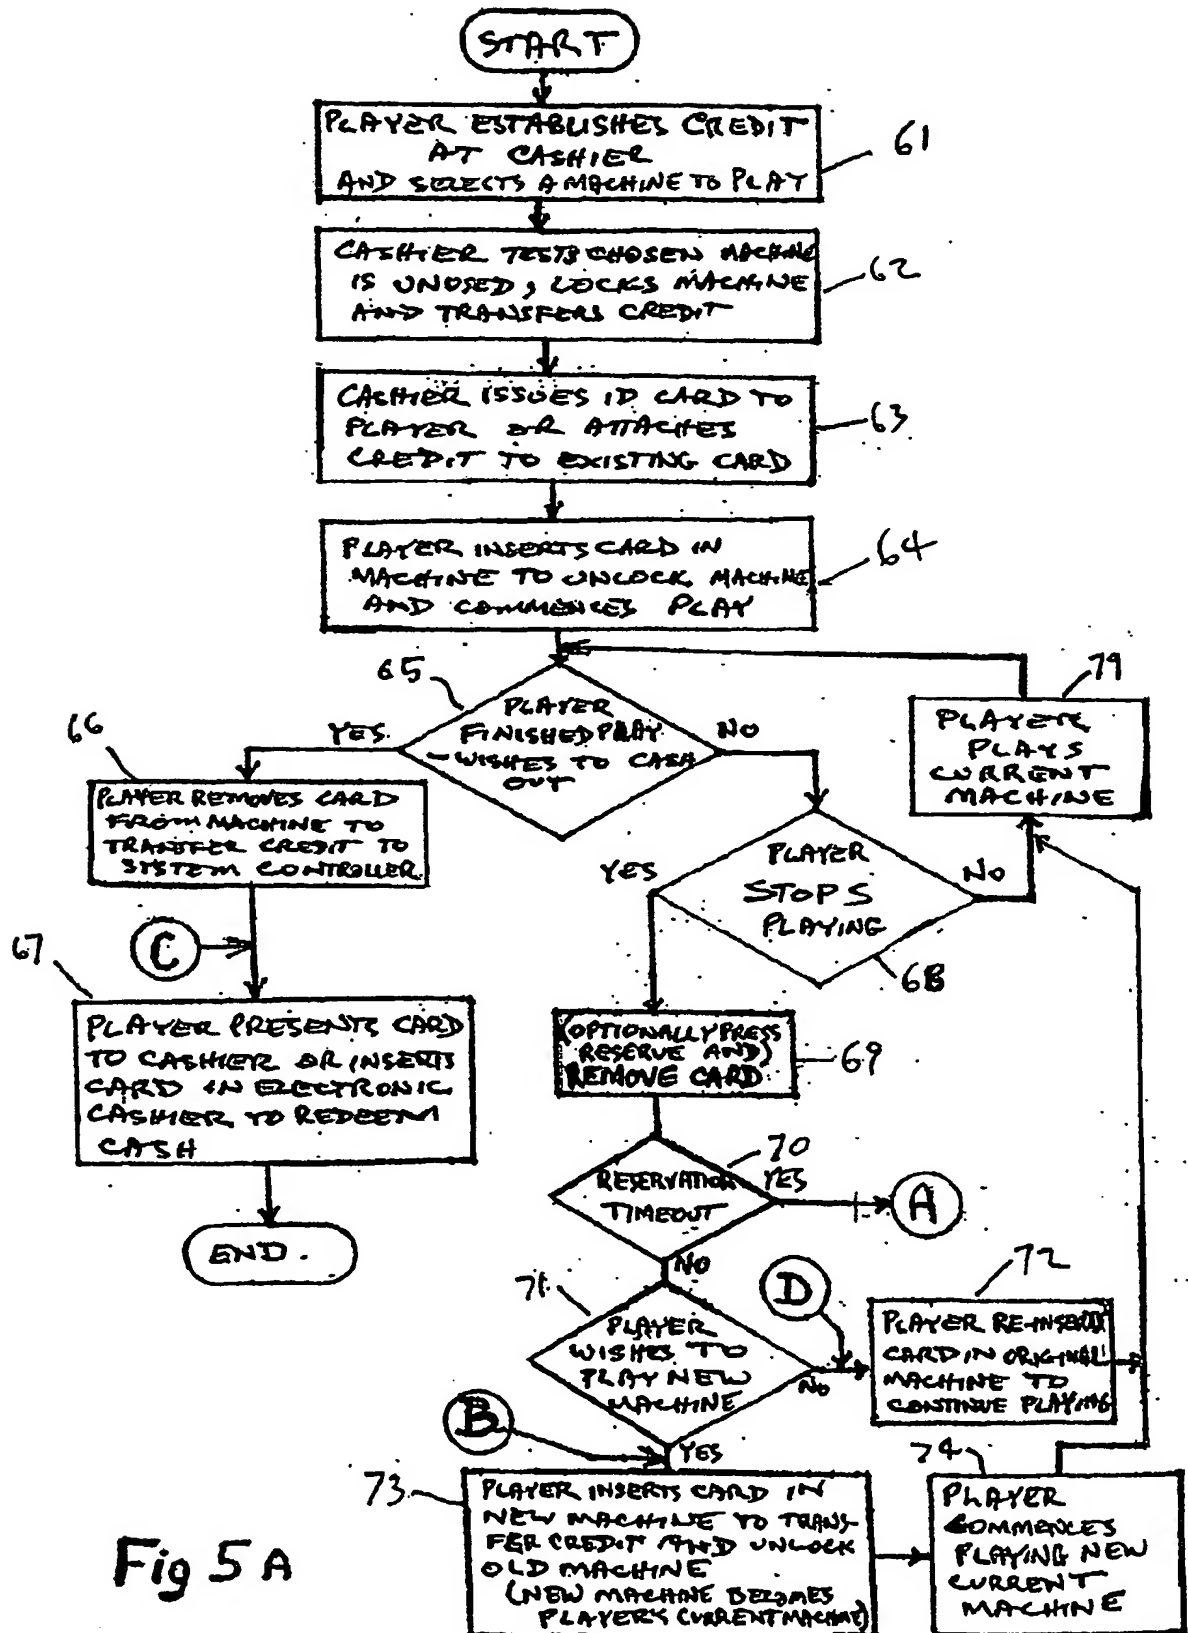 START
PLAYER ESTABLISHES CREDIT
AT CASHIER
AND SELECTS A MACHINE TO PLAY
61
CASHIER TESTS CHOSEN MACHINE
IS UNUSED, LOCKS MACHINE
AND TRANSFERS CREDIT
62
CASHIER ISSUES ID CARD TO
PLAYER OR ATTACHES
CREDIT TO EXISTING CARD
63
PLAYER INSERTS CARD IN
MACHINE TO UNLOCK MACHINE
AND COMMENCES PLAY
64
65
PLAYER
FINISHED PLAY
- WISHES TO CASH
OUT
YES
NO
79
PLAYER
PLAYS
CURRENT
MACHINE
66
PLAYER REMOVES CARD
FROM MACHINE TO
TRANSFER CREDIT TO
SYSTEM CONTROLLER
YES
PLAYER
STOPS
PLAYING
NO
68
C
67
PLAYER PRESENTS CARD
TO CASHIER OR INSERTS
CARD IN ELECTRONIC
CASHIER TO REDEEM
CASH
END.
(OPTIONALLY PRESS
RESERVE AND)
REMOVE CARD
69
70
RESERVATION
TIMEOUT
YES
A
NO
71
PLAYER
WISHES TO
PLAY NEW
MACHINE
NO
D
72
PLAYER RE-INSERTS
CARD IN ORIGINAL
MACHINE TO
CONTINUE PLAYING
B
YES
73
PLAYER INSERTS CARD IN
NEW MACHINE TO TRANS-
FER CREDIT AND UNLOCK
OLD MACHINE
(NEW MACHINE BECOMES
PLAYER'S CURRENT MACHINE)
74
PLAYER
COMMENCES
PLAYING NEW
CURRENT
MACHINE
Fig 5A